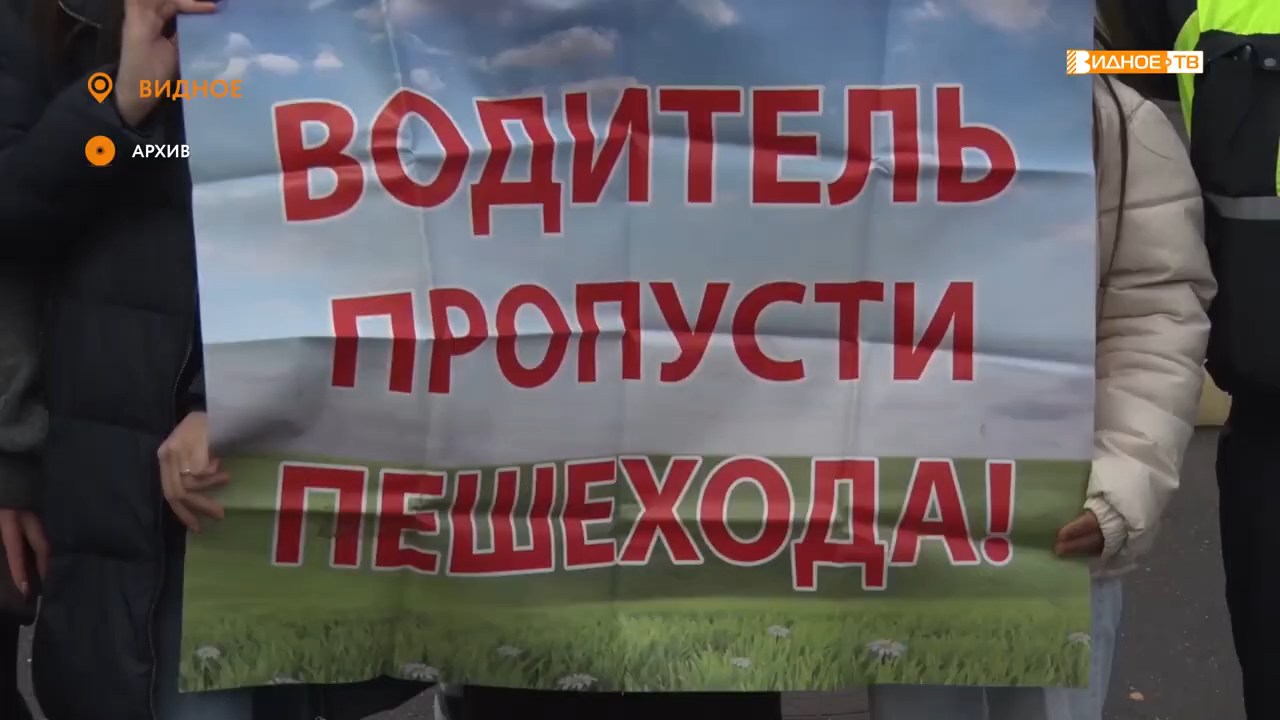 ВИДНОЕ
АРХИВ
ВИДНОЕ ТВ
ВОДИТЕЛЬ
ПРОПУСТИ
ПЕШЕХОДА!